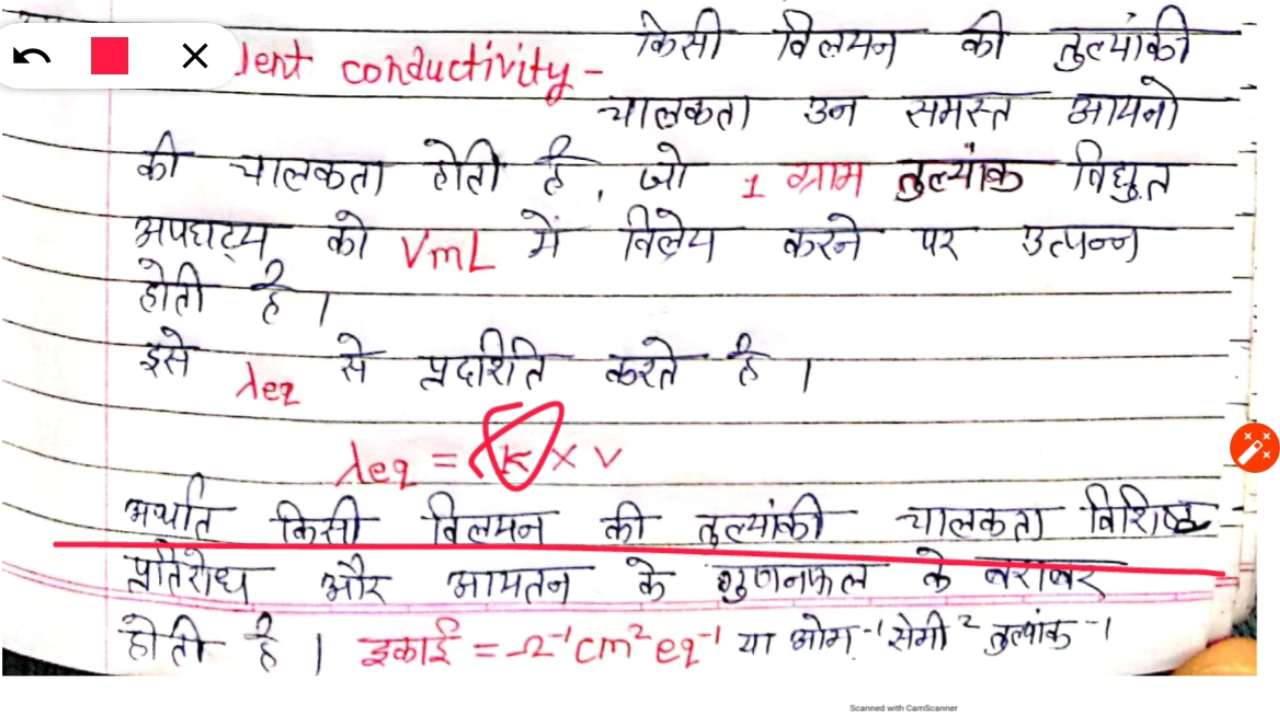 किसी विलयन की तुल्यांकी
lent conductivity-
चालकता उन समस्त आयनो
की चालकता होती है, जो 1 ग्राम तुल्यांक विद्युत
अपघट्य को VmL में विलेय करने पर उत्पन्न
होती है।
इसे λeq से प्रदर्शित करते है।
λeq = K × V
अर्थात किसी विलयन की तुल्यांकी चालकता विशिष्ठ
प्रतिरोध और आयतन के गुणनफल के बराबर
होती है। इकाई = Ω⁻¹cm²eq⁻¹ या ओम⁻¹ सेमी² तुल्यांक⁻¹
Scanned with CamScanner